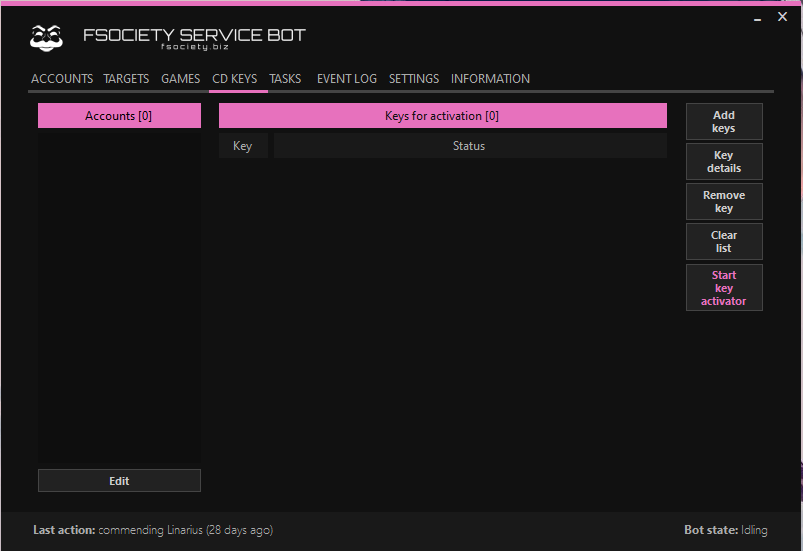 FSOCIETY SERVICE BOT
fsociety.biz
ACCOUNTS TARGETS GAMES CD KEYS TASKS EVENT LOG SETTINGS INFORMATION
Accounts [0]
Keys for activation [0]
Key Status
Add
keys
Key
details
Remove
key
Clear
list
Start
key
activator
Edit
Last action: commending Linarius (28 days ago)
Bot state: Idling